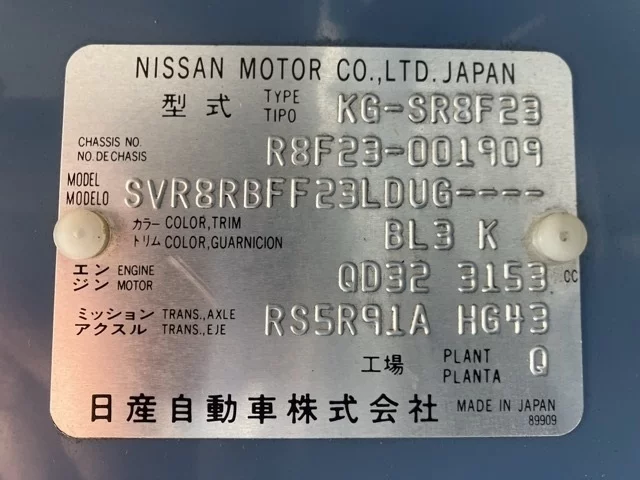 NISSAN MOTOR CO.,LTD. JAPAN
型式 TYPE TIPO KG-SR8F23
CHASSIS NO. NO. DE CHASIS R8F23-001909
MODEL MODELO SVR8RBFF23LDUG----
カラー COLOR,TRIM トリム COLOR,GUARNICION BL3 K
エンジン ENGINE MOTOR QD32 3153 CC
ミッション TRANS.,AXLE アクスル TRANS.,EJE RS5R91A HG43
工場 PLANT PLANTA Q
日産自動車株式会社 MADE IN JAPAN
89909